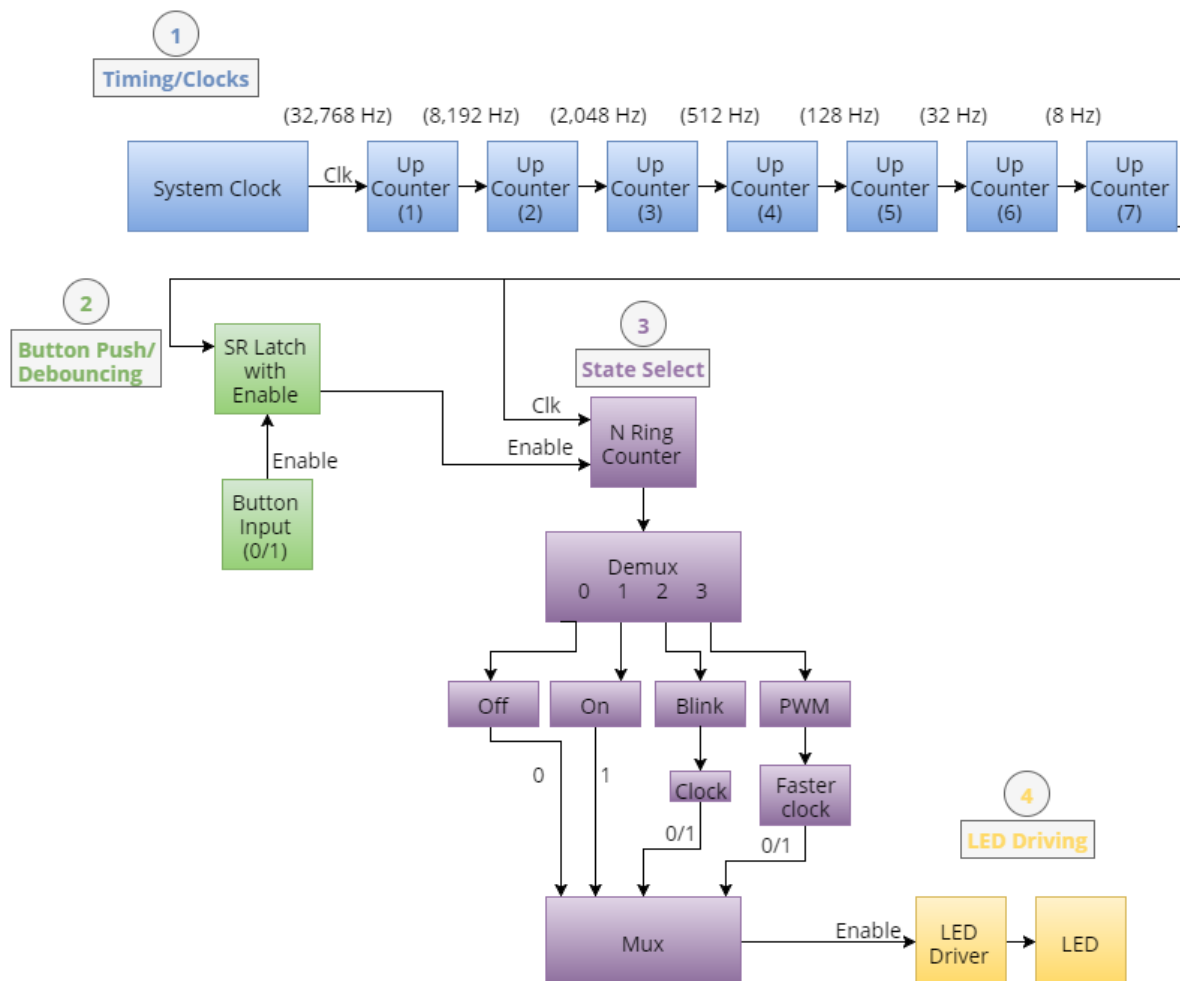 1
Timing/Clocks
(32,768 Hz) (8,192 Hz) (2,048 Hz) (512 Hz) (128 Hz) (32 Hz) (8 Hz)
System Clock
Clk
Up
Counter
(1)
Up
Counter
(2)
Up
Counter
(3)
Up
Counter
(4)
Up
Counter
(5)
Up
Counter
(6)
Up
Counter
(7)
2
Button Push/
Debouncing
SR Latch
with
Enable
Enable
Button
Input
(0/1)
3
State Select
Clk
Enable
N Ring
Counter
Demux
0 1 2 3
Off
On
Blink
PWM
0
1
Clock
Faster
clock
0/1
0/1
Mux
4
LED Driving
Enable
LED
Driver
LED